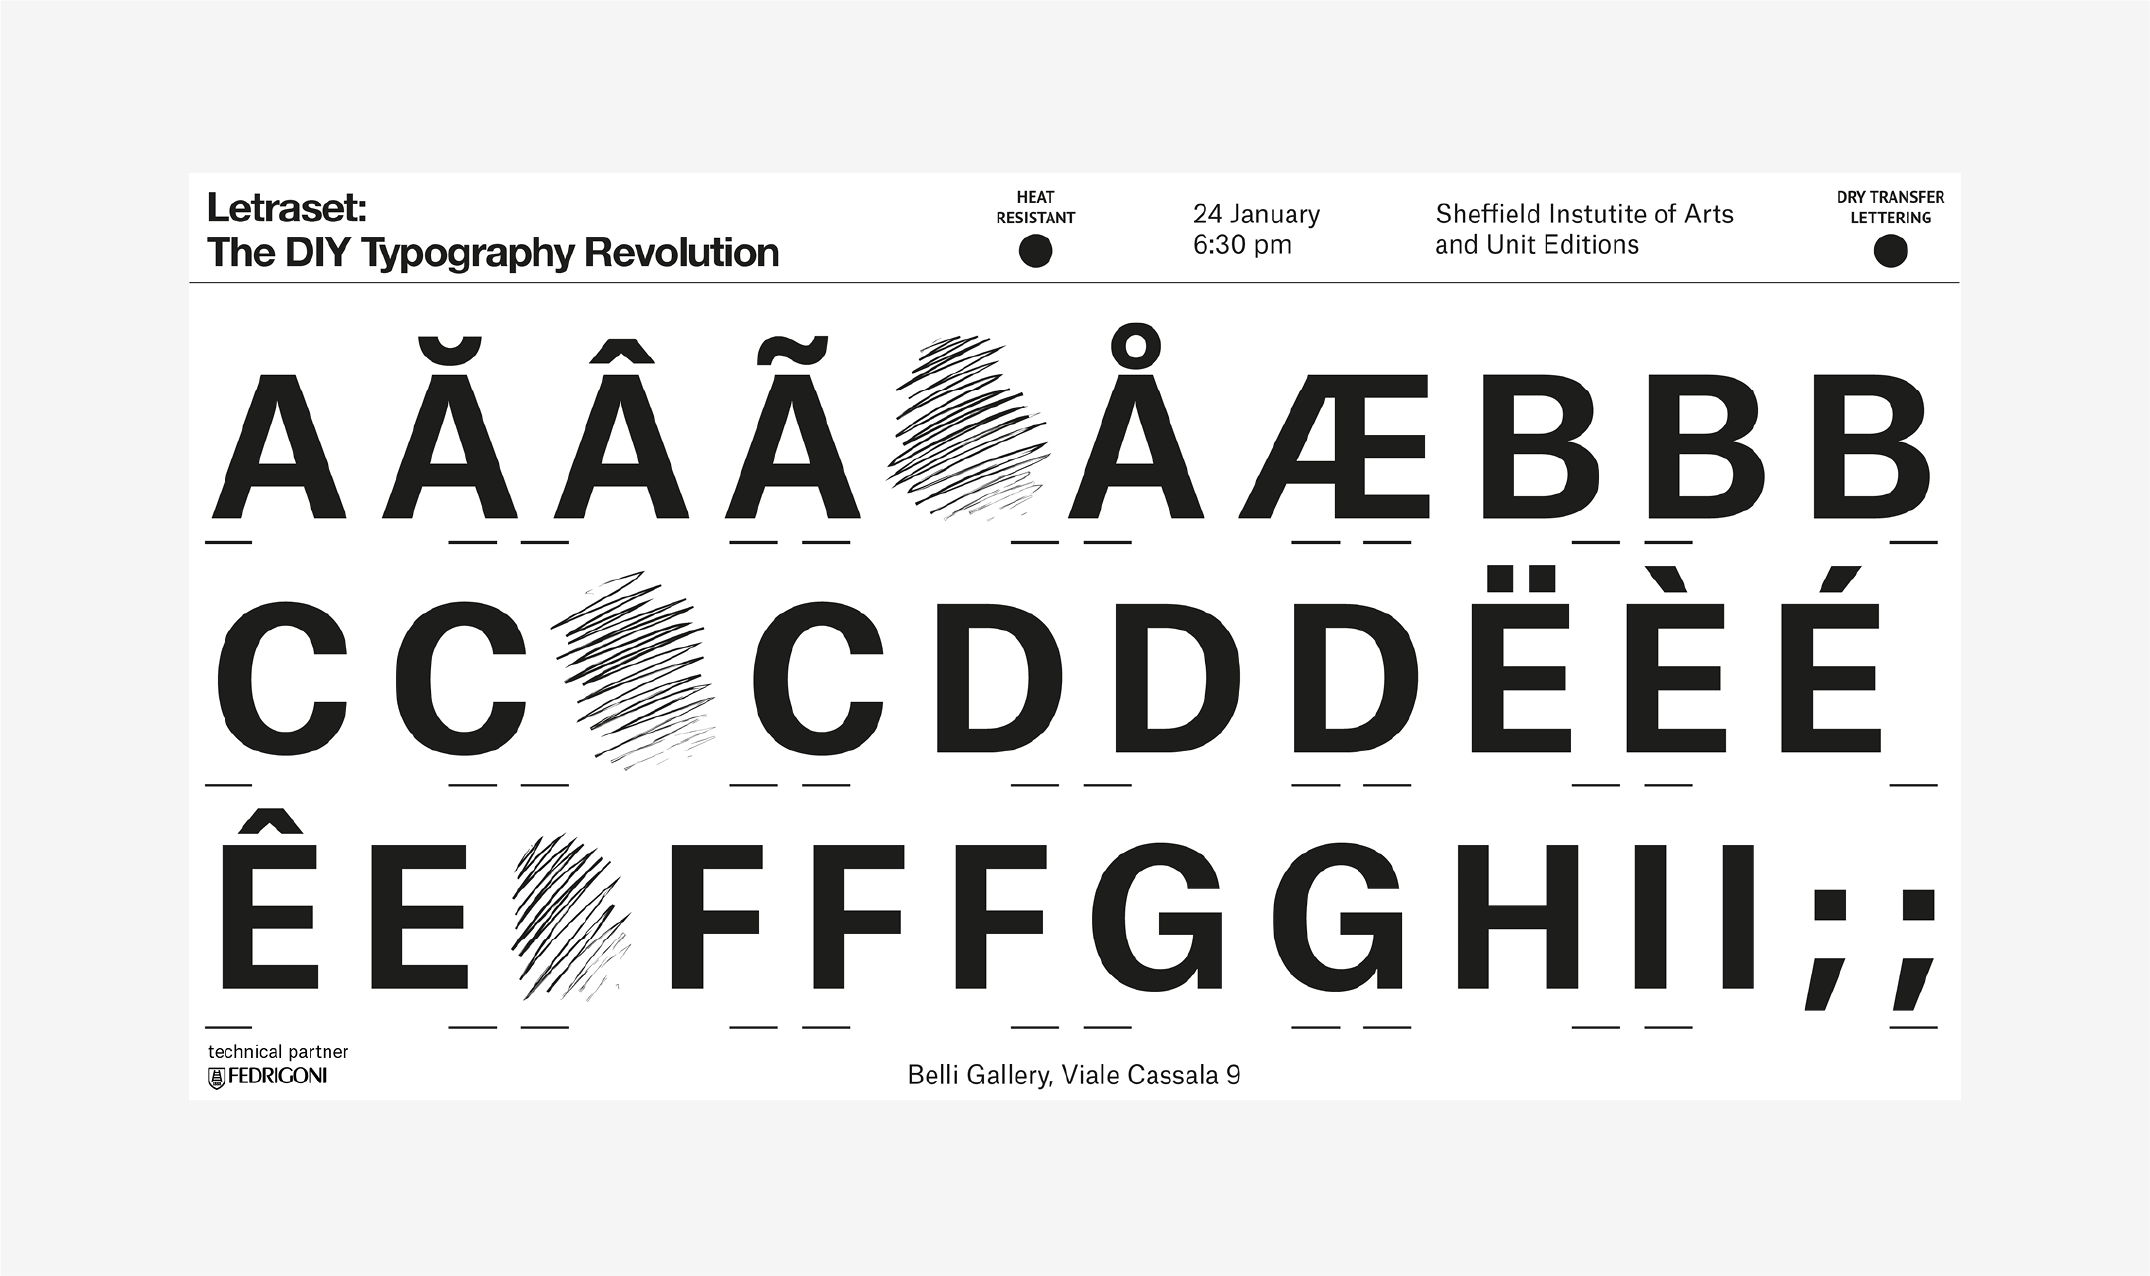 Letraset:
The DIY Typography Revolution
HEAT
RESISTANT
24 January
6:30 pm
Sheffield Instutite of Arts
and Unit Editions
DRY TRANSFER
LETTERING
A Ă Â Ã Å Æ B B B
C C C D D D Ë È É
Ê E F F F G G H I I ; ;
technical partner
FEDRIGONI
Belli Gallery, Viale Cassala 9